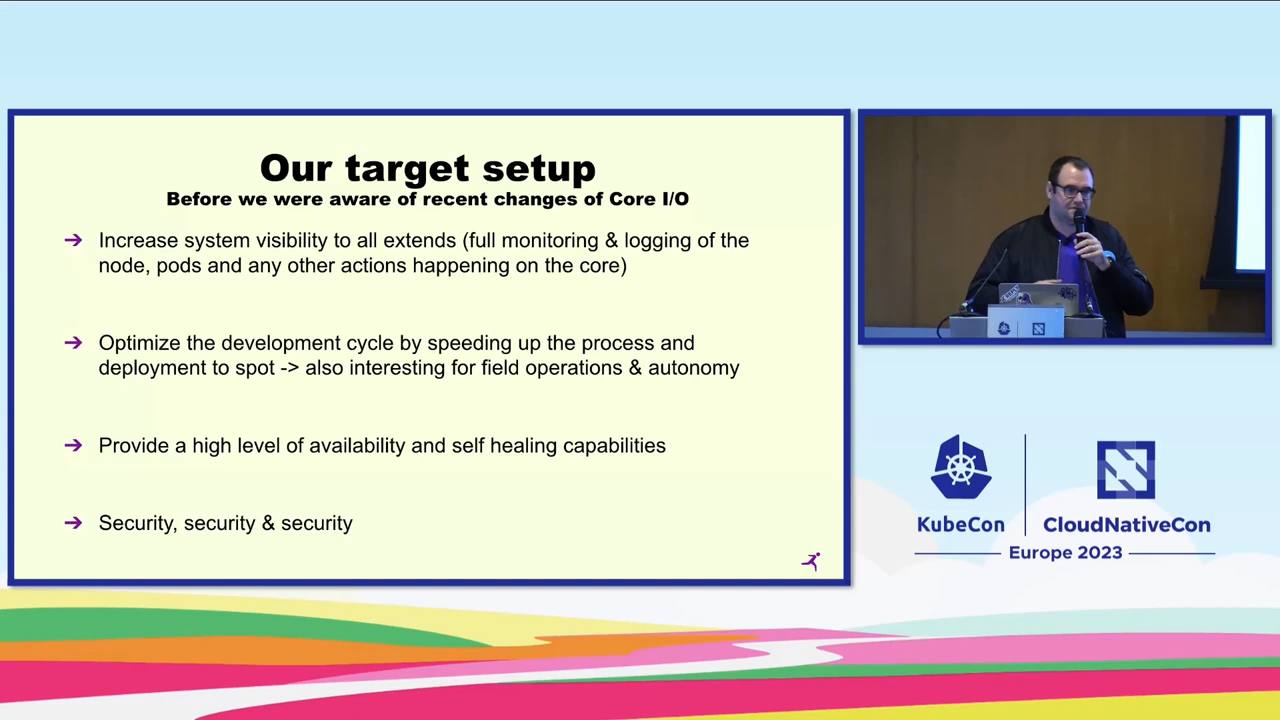 Our target setup
Before we were aware of recent changes of Core I/O
➔ Increase system visibility to all extends (full monitoring & logging of the
node, pods and any other actions happening on the core)
➔ Optimize the development cycle by speeding up the process and
deployment to spot -> also interesting for field operations & autonomy
➔ Provide a high level of availability and self healing capabilities
➔ Security, security & security
KubeCon
CloudNativeCon
Europe 2023